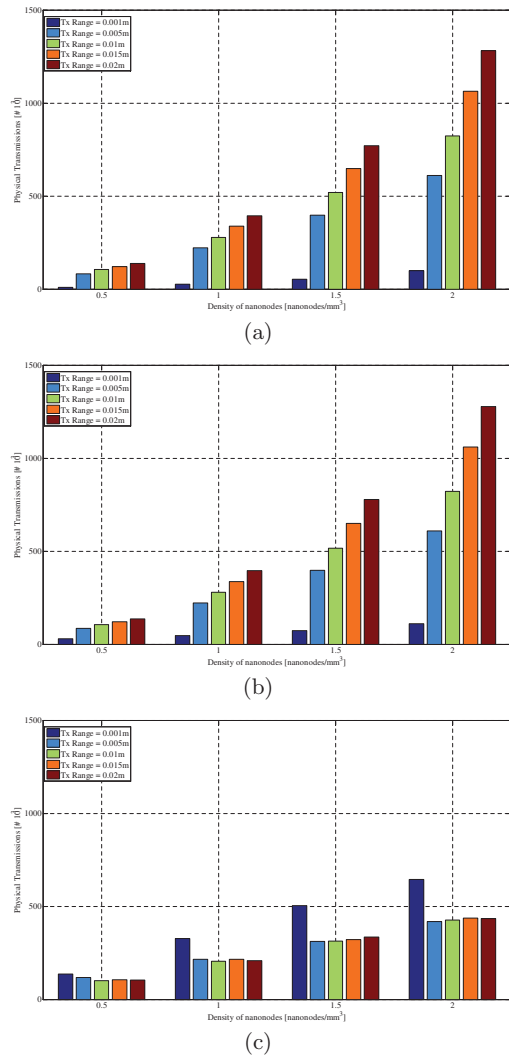 1500
1000
500
0
Physical Transmissions [# 10³]
Tx Range = 0.001m
Tx Range = 0.005m
Tx Range = 0.01m
Tx Range = 0.015m
Tx Range = 0.02m
0.5 1 1.5 2
Density of nanonodes [nanonodes/mm³]
(a)
1500
1000
500
0
Physical Transmissions [# 10³]
Tx Range = 0.001m
Tx Range = 0.005m
Tx Range = 0.01m
Tx Range = 0.015m
Tx Range = 0.02m
0.5 1 1.5 2
Density of nanonodes [nanonodes/mm³]
(b)
1500
1000
500
0
Physical Transmissions [# 10³]
Tx Range = 0.001m
Tx Range = 0.005m
Tx Range = 0.01m
Tx Range = 0.015m
Tx Range = 0.02m
0.5 1 1.5 2
Density of nanonodes [nanonodes/mm³]
(c)